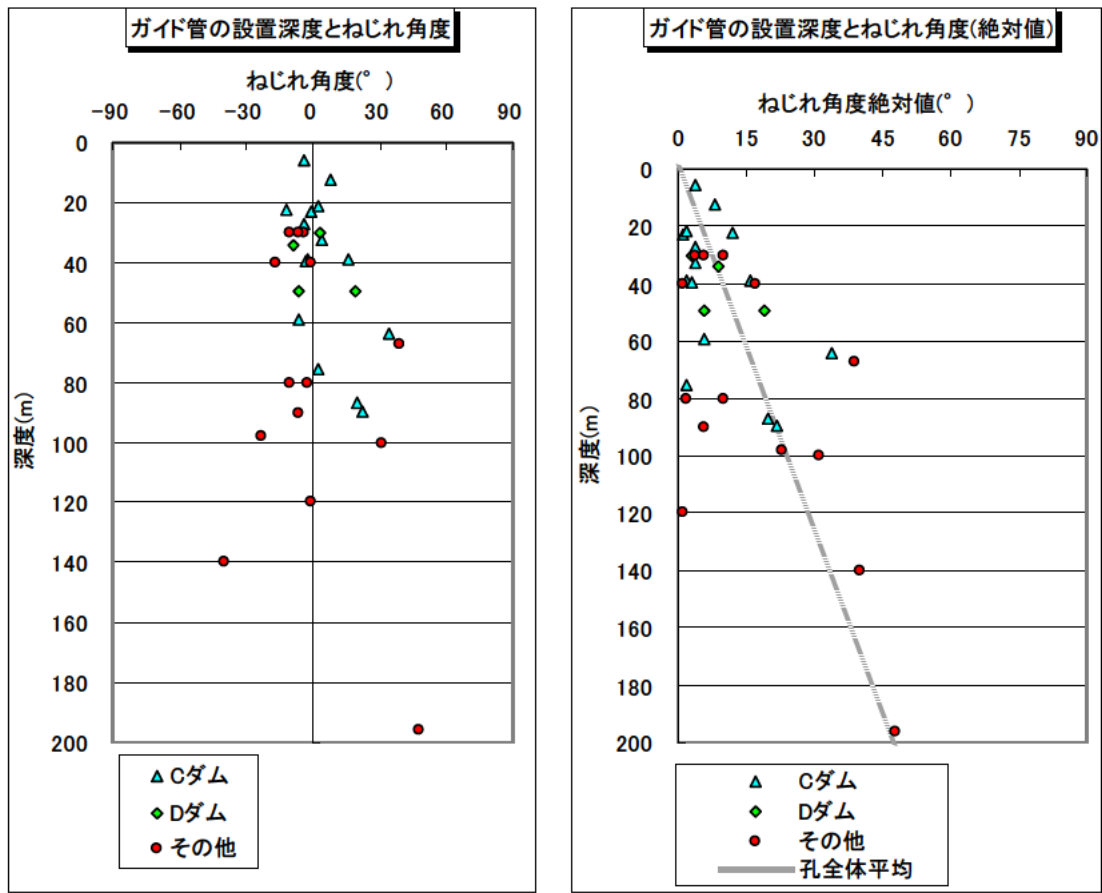 ガイド管の設置深度とねじれ角度
ねじれ角度(° )
-90 -60 -30 0 30 60 90
0
20
40
60
80
100
120
140
160
180
200
深度(m)
Cダム
Dダム
その他
ガイド管の設置深度とねじれ角度(絶対値)
ねじれ角度絶対値(° )
0 15 30 45 60 75 90
0
20
40
60
80
100
120
140
160
180
200
深度(m)
Cダム
Dダム
その他
孔全体平均